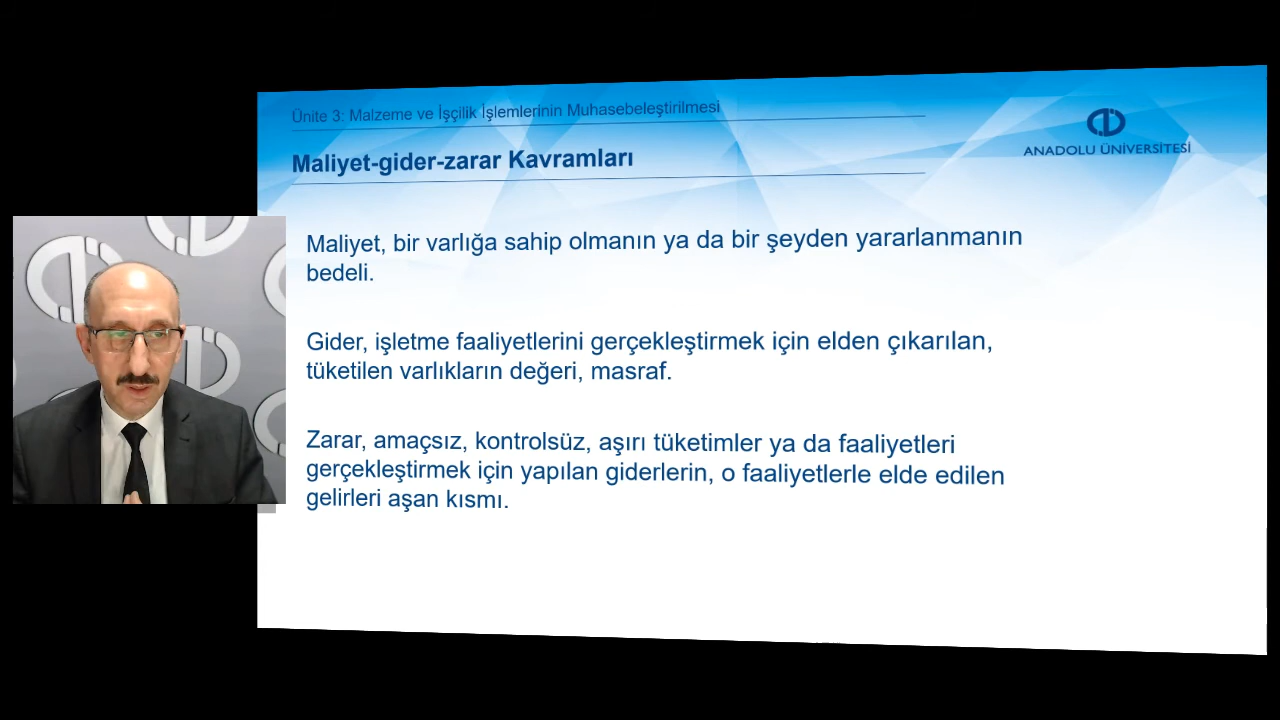 Ünite 3: Malzeme ve İşçilik İşlemlerinin Muhasebeleştirilmesi
ANADOLU ÜNİVERSİTESİ
Maliyet-gider-zarar Kavramları
Maliyet, bir varlığa sahip olmanın ya da bir şeyden yararlanmanın
bedeli.
Gider, işletme faaliyetlerini gerçekleştirmek için elden çıkarılan,
tüketilen varlıkların değeri, masraf.
Zarar, amaçsız, kontrolsüz, aşırı tüketimler ya da faaliyetleri
gerçekleştirmek için yapılan giderlerin, o faaliyetlerle elde edilen
gelirleri aşan kısmı.